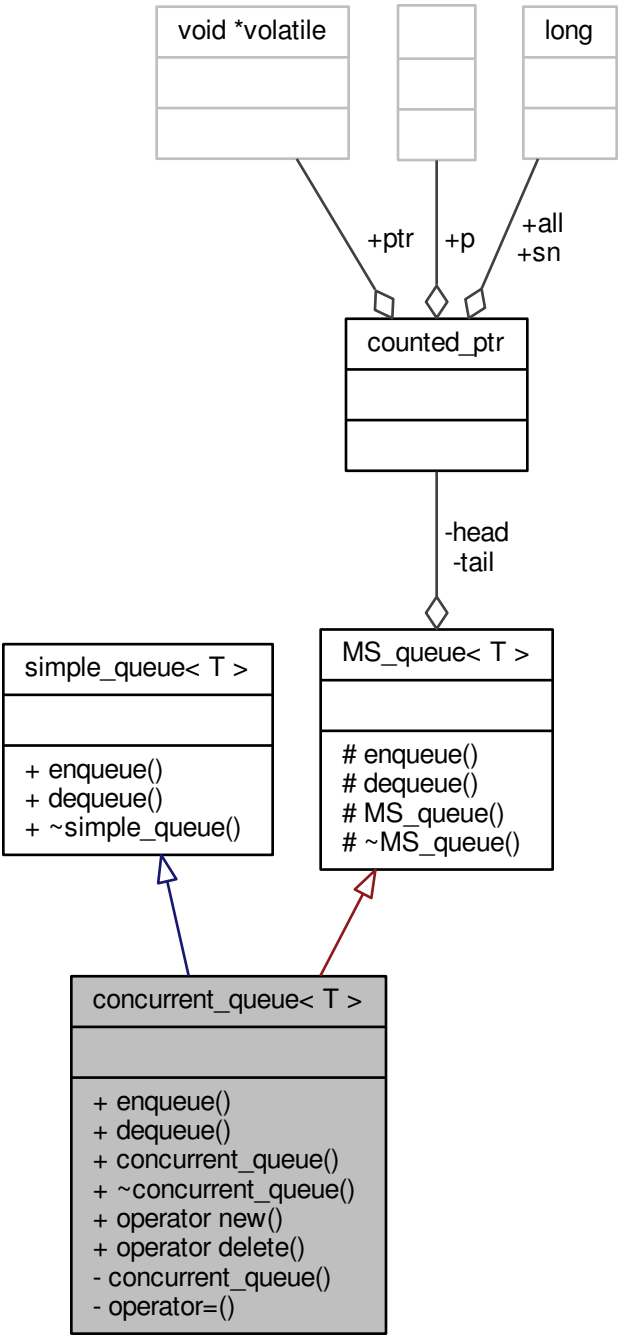 void *volatile
long
+ptr
+p
+all
+sn
counted_ptr
-head
-tail
simple_queue< T >
+ enqueue()
+ dequeue()
+ ~simple_queue()
MS_queue< T >
# enqueue()
# dequeue()
# MS_queue()
# ~MS_queue()
concurrent_queue< T >
+ enqueue()
+ dequeue()
+ concurrent_queue()
+ ~concurrent_queue()
+ operator new()
+ operator delete()
- concurrent_queue()
- operator=()